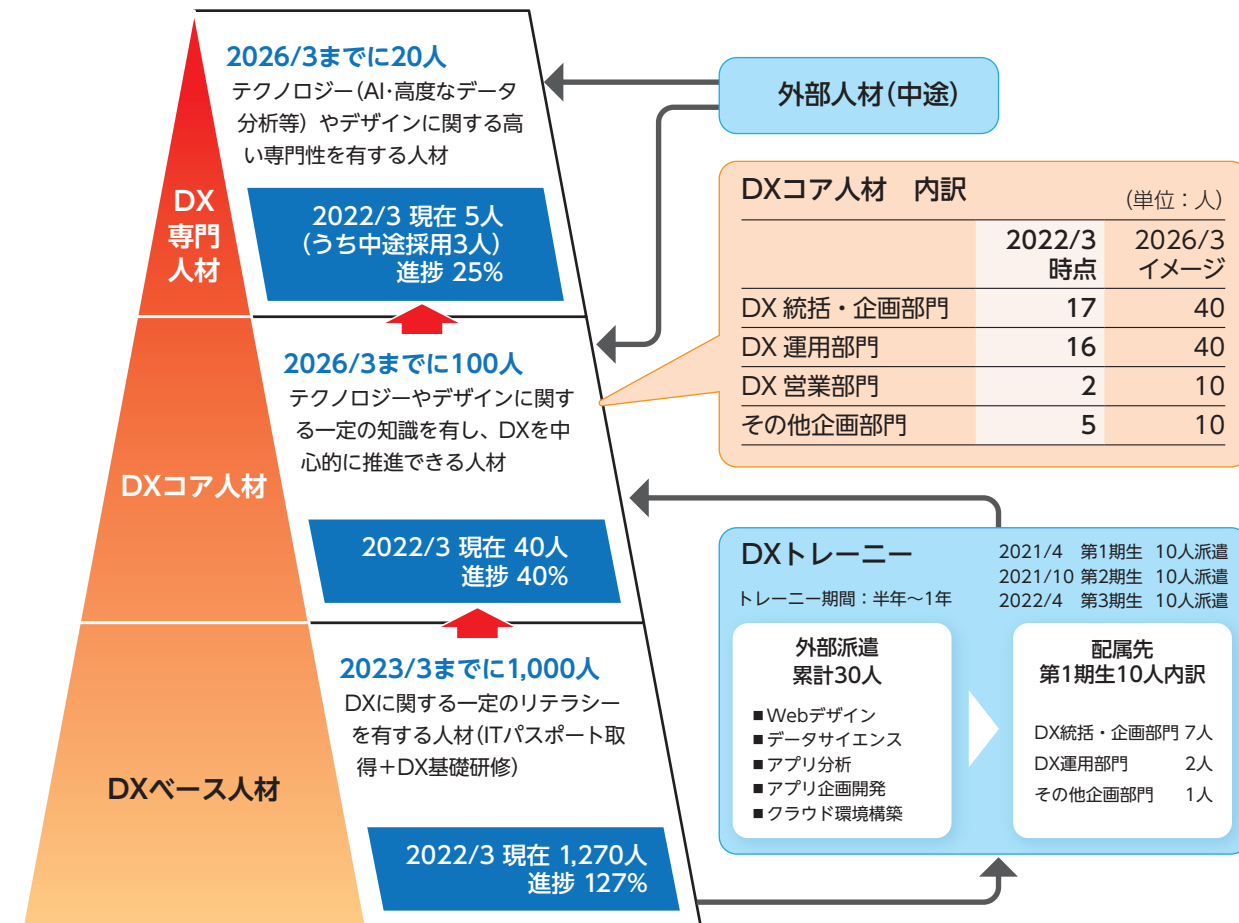 2026/3までに20人
テクノロジー(AI・高度なデータ
分析等）やデザインに関する高
い専門性を有する人材
DX
専門
人材
2022/3 現在 5人
(うち中途採用3人)
進捗 25%
外部人材(中途)
DXコア人材　内訳
(単位：人)
2022/3
時点
2026/3
イメージ
DX 統括・企画部門 17 40
DX 運用部門 16 40
DX 営業部門 2 10
その他企画部門 5 10
2026/3までに100人
テクノロジーやデザインに関す
る一定の知識を有し、DXを中
心的に推進できる人材
DXコア人材
2022/3 現在 40人
進捗 40%
DXトレーニー
トレーニー期間：半年〜1年
2021/4 第1期生 10人派遣
2021/10 第2期生 10人派遣
2022/4 第3期生 10人派遣
外部派遣
累計30人
■Webデザイン
■データサイエンス
■アプリ分析
■アプリ企画開発
■クラウド環境構築
配属先
第1期生10人内訳
DX統括・企画部門 7人
DX運用部門 2人
その他企画部門 1人
2023/3までに1,000人
DXに関する一定のリテラシー
を有する人材(ITパスポート取
得＋DX基礎研修)
DXベース人材
2022/3 現在 1,270人
進捗 127%